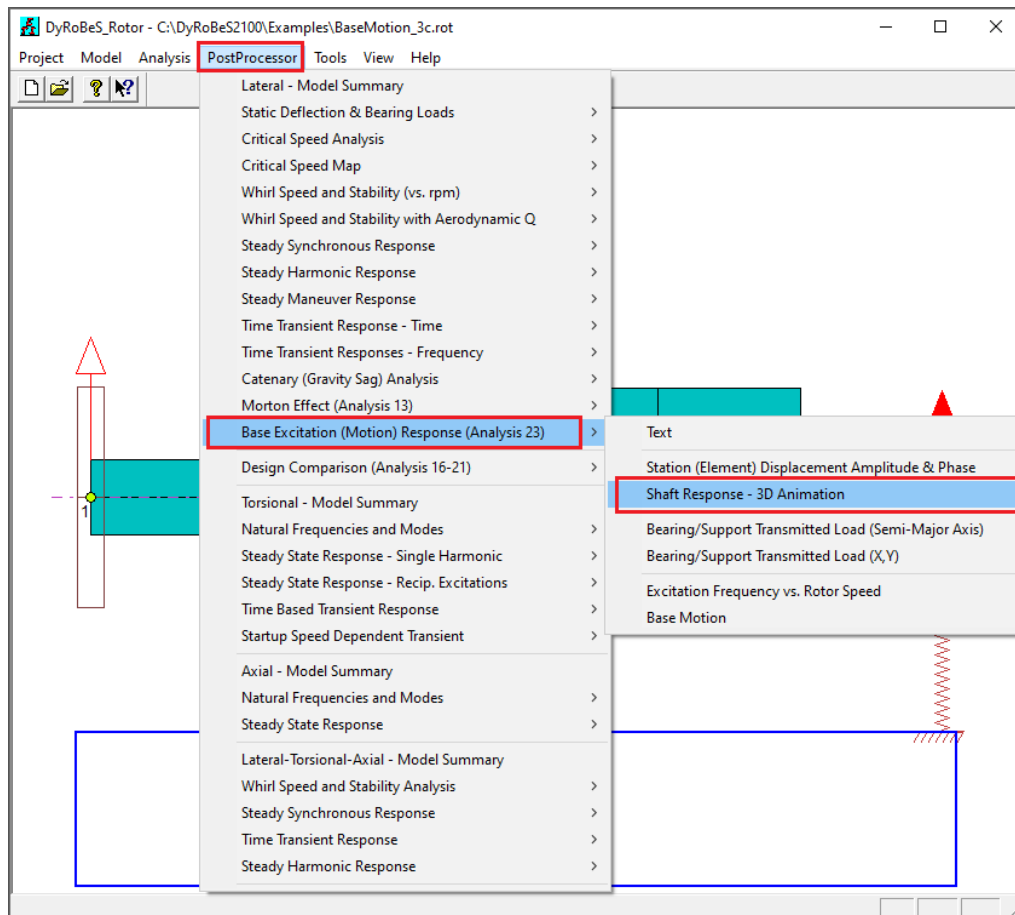 DyRoBeS_Rotor - C:\DyRoBeS2100\Examples\BaseMotion_3c.rot
Project Model Analysis PostProcessor Tools View Help
Lateral - Model Summary
Static Deflection & Bearing Loads
Critical Speed Analysis
Critical Speed Map
Whirl Speed and Stability (vs. rpm)
Whirl Speed and Stability with Aerodynamic Q
Steady Synchronous Response
Steady Harmonic Response
Steady Maneuver Response
Time Transient Response - Time
Time Transient Responses - Frequency
Catenary (Gravity Sag) Analysis
Morton Effect (Analysis 13)
Base Excitation (Motion) Response (Analysis 23)
Design Comparison (Analysis 16-21)
Torsional - Model Summary
Natural Frequencies and Modes
Steady State Response - Single Harmonic
Steady State Response - Recip. Excitations
Time Based Transient Response
Startup Speed Dependent Transient
Axial - Model Summary
Natural Frequencies and Modes
Steady State Response
Lateral-Torsional-Axial - Model Summary
Whirl Speed and Stability Analysis
Steady Synchronous Response
Time Transient Response
Steady Harmonic Response
Text
Station (Element) Displacement Amplitude & Phase
Shaft Response - 3D Animation
Bearing/Support Transmitted Load (Semi-Major Axis)
Bearing/Support Transmitted Load (X,Y)
Excitation Frequency vs. Rotor Speed
Base Motion
1